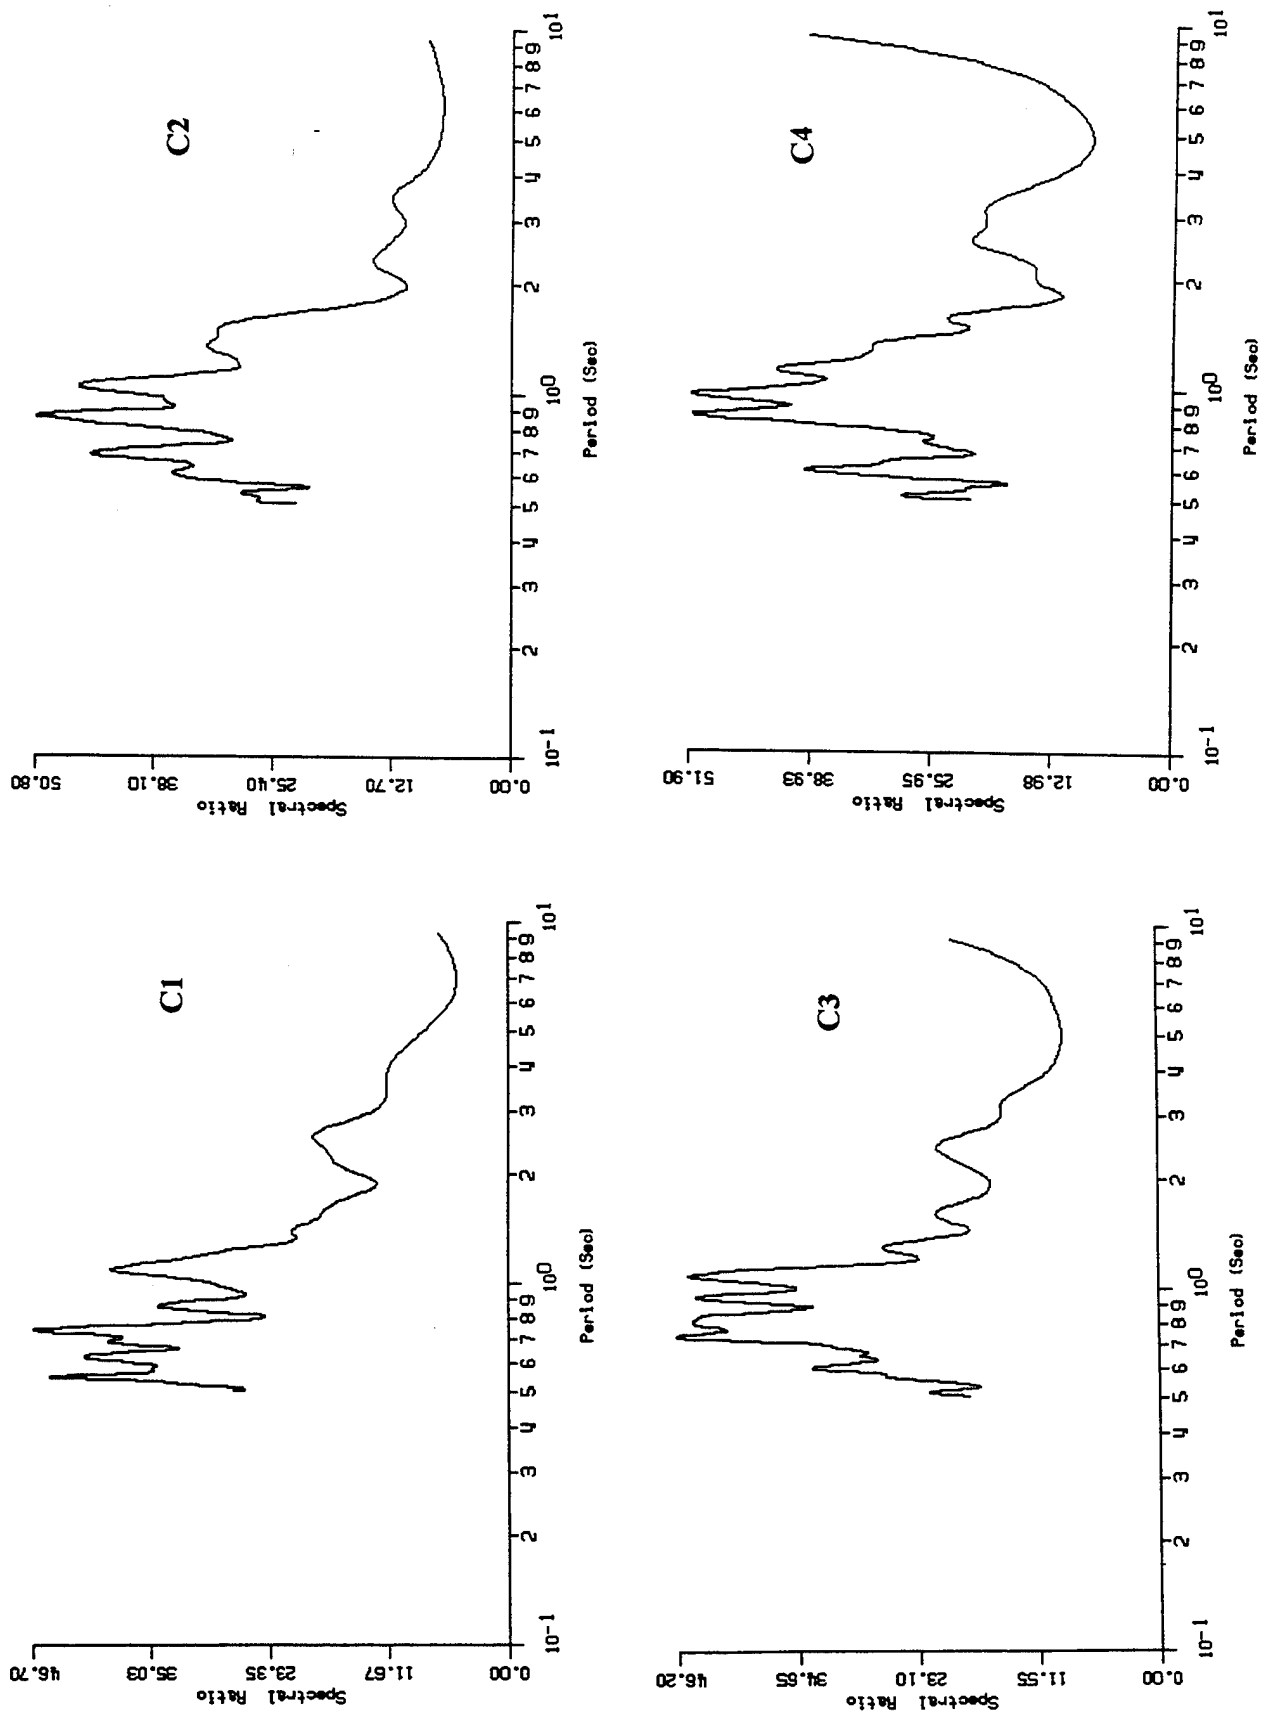 C1
Spectral Ratio
46.70
35.03
23.35
11.67
0.00
10-1 2 3 4 5 6 7 8 9 100 2 3 4 5 6 7 8 9 101
Period (Sec)
C2
Spectral Ratio
50.80
38.10
25.40
12.70
0.00
10-1 2 3 4 5 6 7 8 9 100 2 3 4 5 6 7 8 9 101
Period (Sec)
C3
Spectral Ratio
46.20
34.65
23.10
11.55
0.00
10-1 2 3 4 5 6 7 8 9 100 2 3 4 5 6 7 8 9 101
Period (Sec)
C4
Spectral Ratio
51.90
38.93
25.95
12.98
0.00
10-1 2 3 4 5 6 7 8 9 100 2 3 4 5 6 7 8 9 101
Period (Sec)